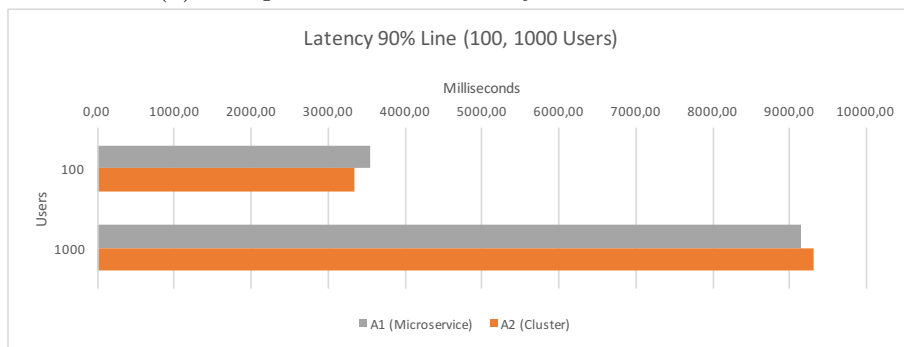 Latency 90% Line (100, 1000 Users)
Milliseconds
0,00 1000,00 2000,00 3000,00 4000,00 5000,00 6000,00 7000,00 8000,00 9000,00 10000,00
100
Users
1000
A1 (Microservice) A2 (Cluster)